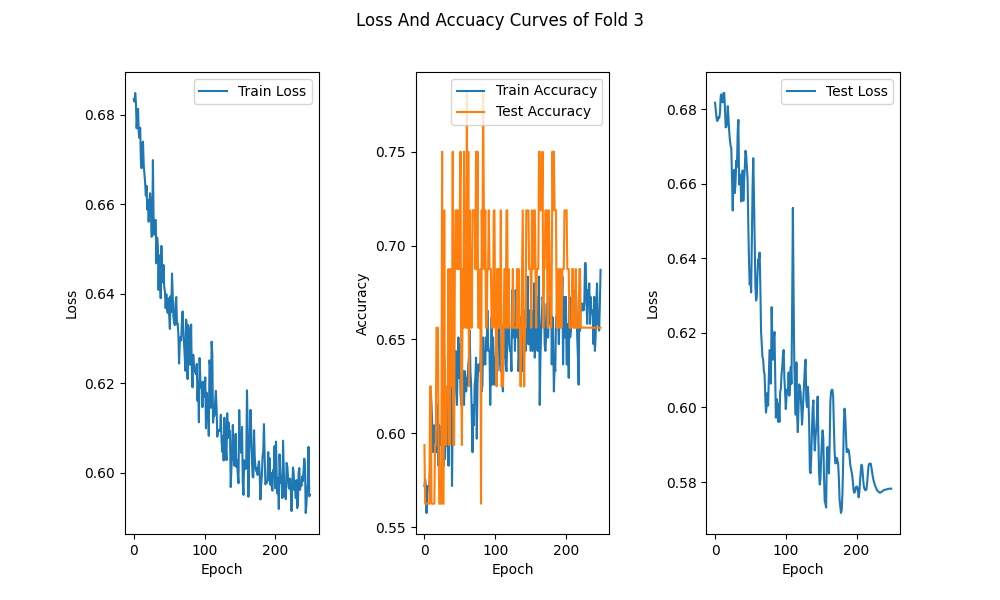 Loss And Accuacy Curves of Fold 3
Train Loss
0.68
0.66
0.64
0.62
0.60
Loss
0
100
200
Epoch
Train Accuracy
Test Accuracy
0.75
0.70
0.65
0.60
0.55
Accuracy
0
100
200
Epoch
Test Loss
0.68
0.66
0.64
0.62
0.60
0.58
Loss
0
100
200
Epoch